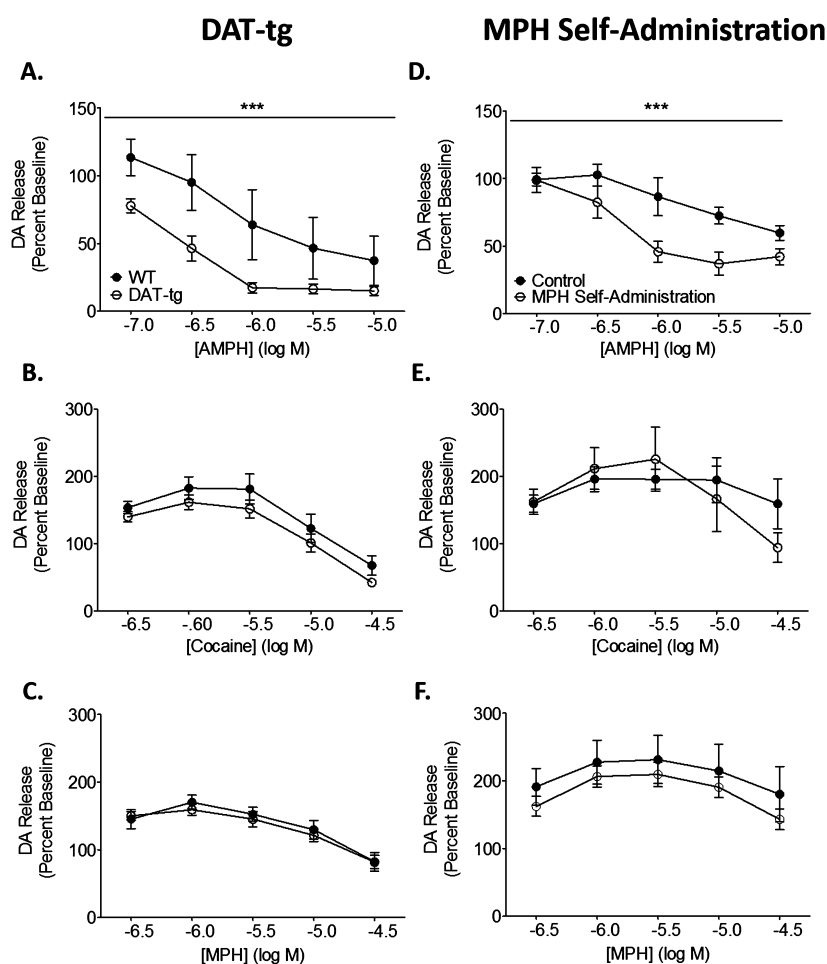 DAT-tg
MPH Self-Administration
A.
***
DA Release
(Percent Baseline)
150
100
50
0
WT
DAT-tg
-7.0 -6.5 -6.0 -5.5 -5.0
[AMPH] (log M)
D.
***
DA Release
(Percent Baseline)
150
100
50
0
Control
MPH Self-Administration
-7.0 -6.5 -6.0 -5.5 -5.0
[AMPH] (log M)
B.
DA Release
(Percent Baseline)
300
200
100
0
-6.5 -.60 -5.5 -5.0 -4.5
[Cocaine] (log M)
E.
DA Release
(Percent Baseline)
300
200
100
0
-6.5 -6.0 -5.5 -5.0 -4.5
[Cocaine] (log M)
C.
DA Release
(Percent Baseline)
300
200
100
0
-6.5 -6.0 -5.5 -5.0 -4.5
[MPH] (log M)
F.
DA Release
(Percent Baseline)
300
200
100
0
-6.5 -6.0 -5.5 -5.0 -4.5
[MPH] (log M)